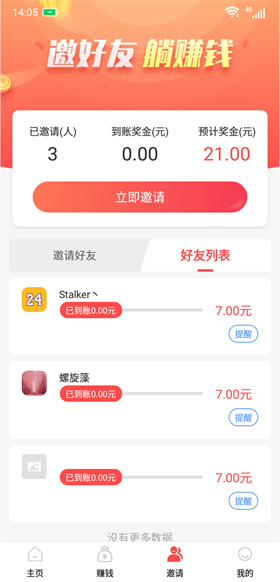 14:05
4G
邀好友 躺赚钱
已邀请(人) 到账奖金(元) 预计奖金(元)
3 0.00 21.00
立即邀请
邀请好友 好友列表
24
Stalker丶
已到账0.00元 7.00元
提醒
螺旋藻
已到账0.00元 7.00元
提醒
已到账0.00元 7.00元
提醒
没有更多数据
主页 赚钱 邀请 我的